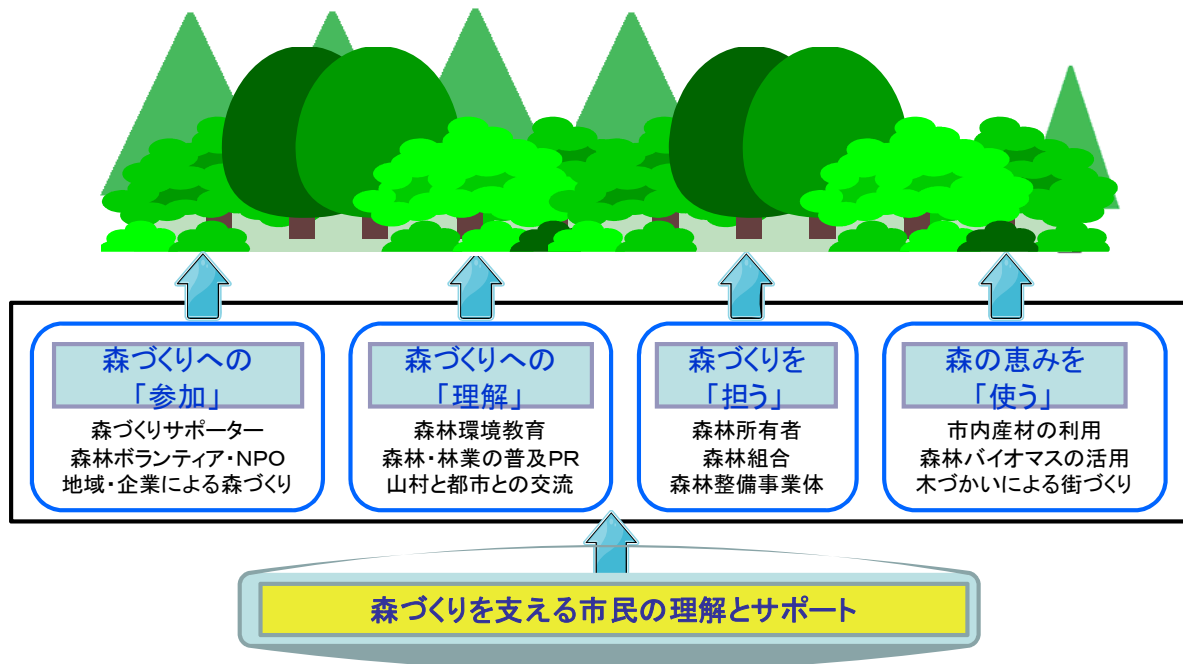 森づくりへの
「参加」
森づくりサポーター
森林ボランティア・NPO
地域・企業による森づくり
森づくりへの
「理解」
森林環境教育
森林・林業の普及PR
山村と都市との交流
森づくりを
「担う」
森林所有者
森林組合
森林整備事業体
森の恵みを
「使う」
市内産材の利用
森林バイオマスの活用
木づかいによる街づくり
森づくりを支える市民の理解とサポート